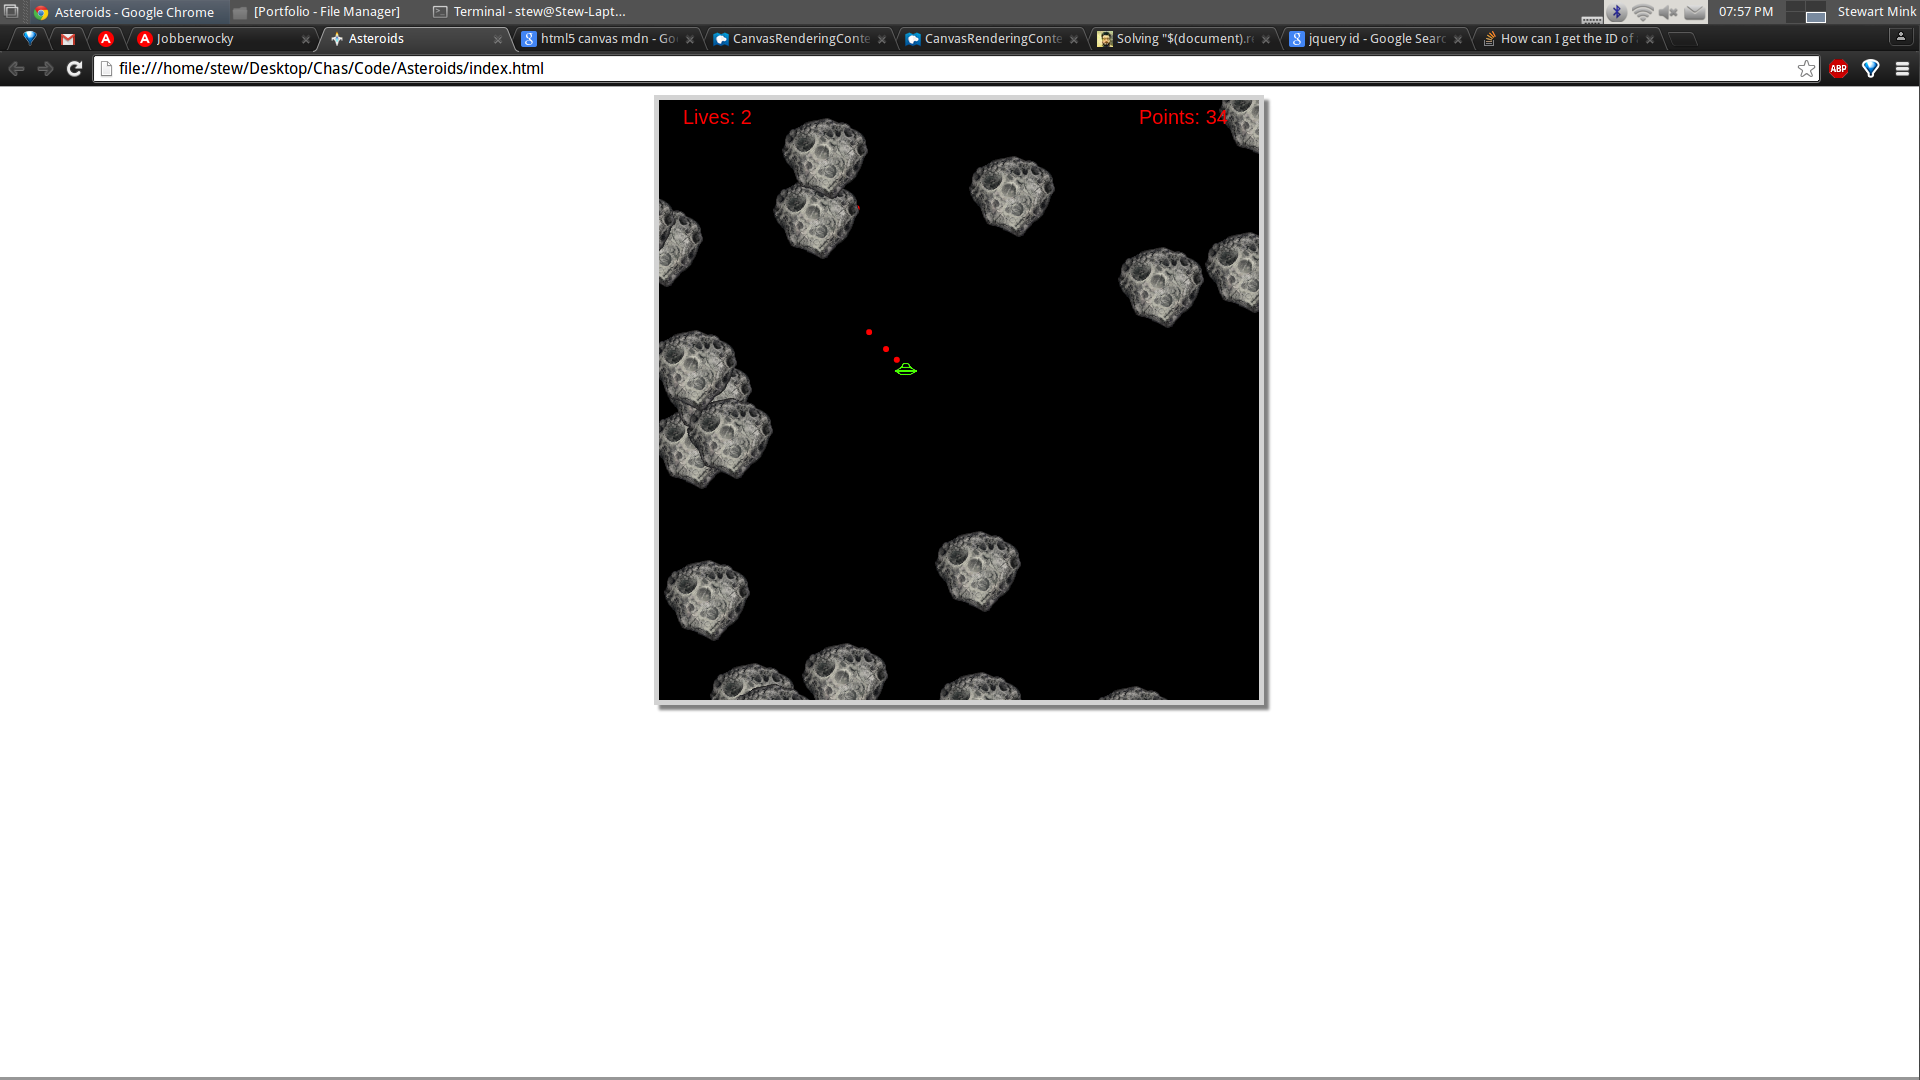 Asteroids - Google Chrome [Portfolio - File Manager] Terminal - stew@Stew-Lapt... 07:57 PM Stewart Mink
Jobberwocky Asteroids html5 canvas mdn - Go CanvasRenderingConte CanvasRenderingConte Solving "$(document).r jquery id - Google Searc How can I get the ID of
file:///home/stew/Desktop/Chas/Code/Asteroids/index.html ABP
Lives: 2 Points: 34